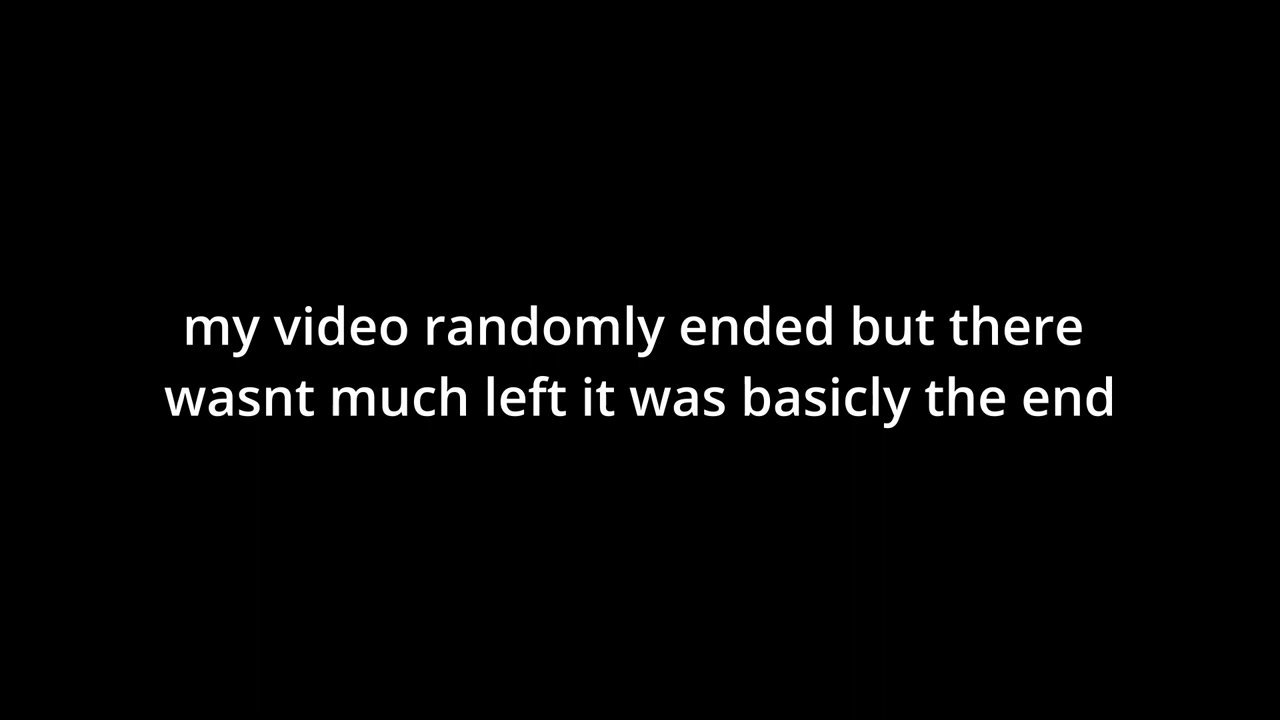 my video randomly ended but there
wasnt much left it was basicly the end